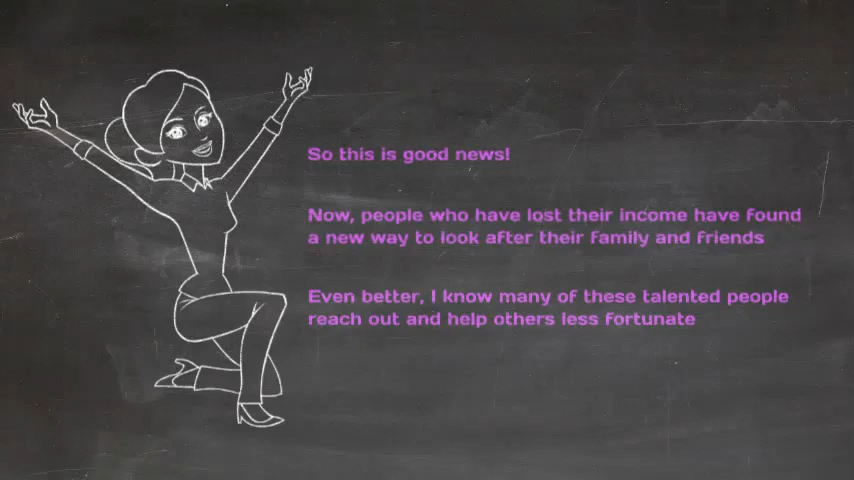 So this is good news!
Now, people who have lost their income have found
a new way to look after their family and friends
Even better, I know many of these talented people
reach out and help others less fortunate